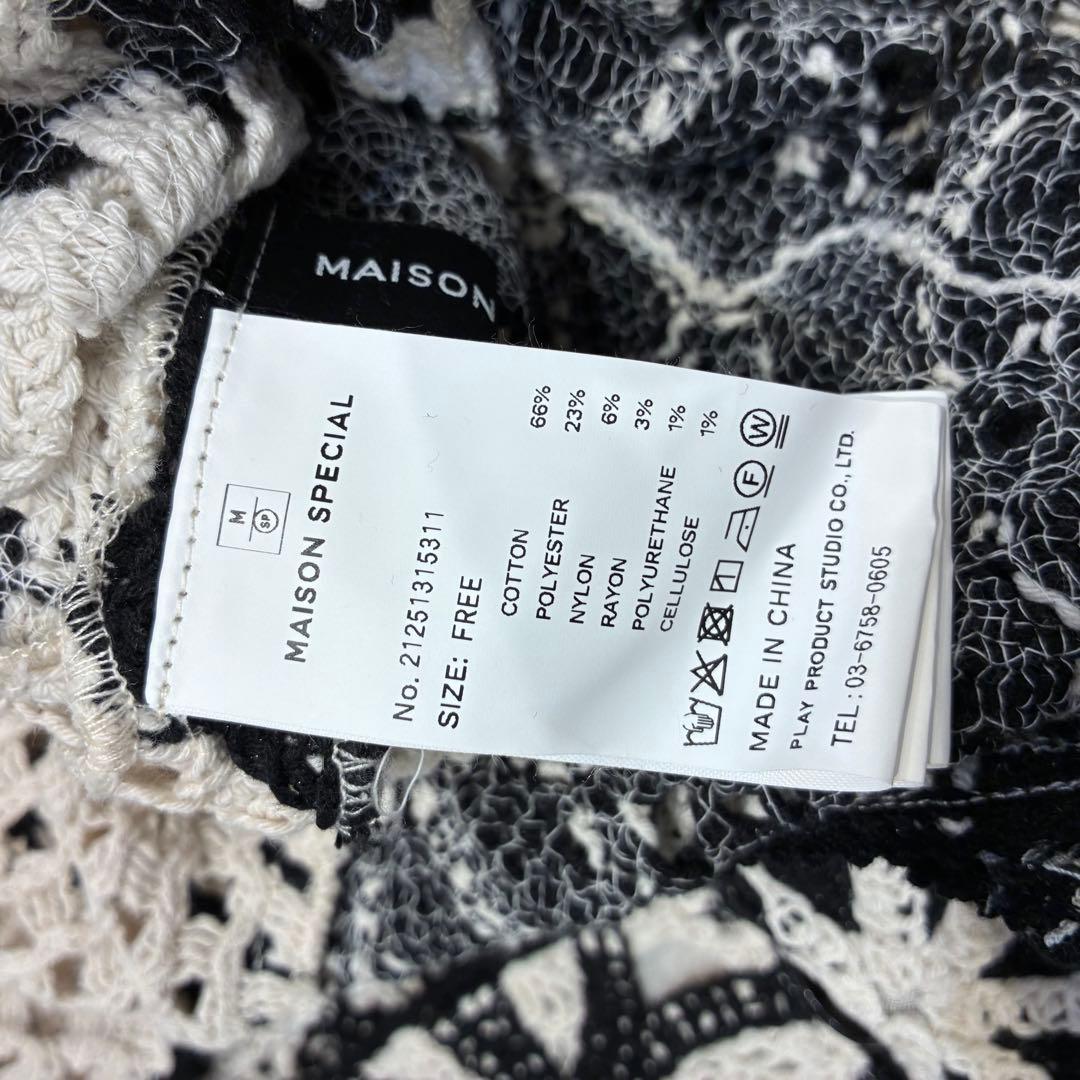 MAISON
M
SP
MAISON SPECIAL
No. 21251315311
SIZE: FREE
COTTON 66%
POLYESTER 23%
NYLON 6%
RAYON 3%
POLYURETHANE 1%
CELLULOSE 1%
F W
MADE IN CHINA
PLAY PRODUCT STUDIO CO., LTD.
TEL : 03-6758-0605